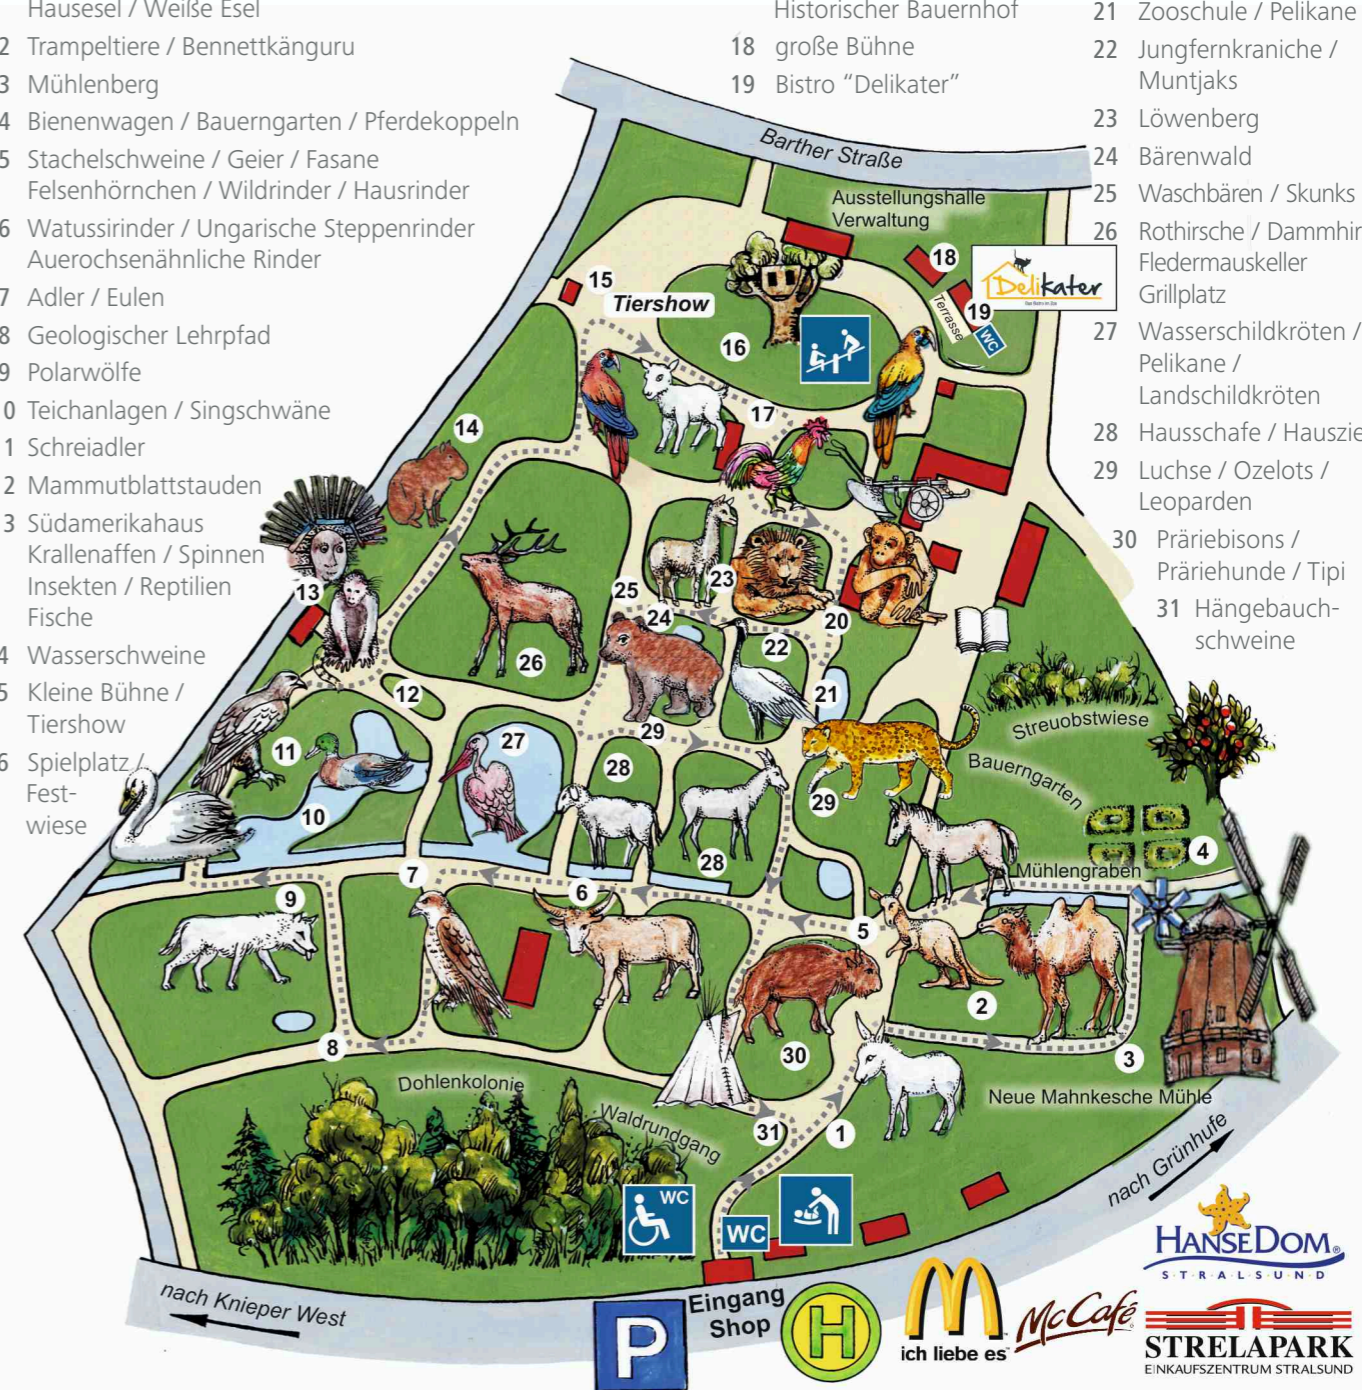 Hausesel / Weiße Esel
2 Trampeltiere / Bennettkänguru
3 Mühlenberg
4 Bienenwagen / Bauerngarten / Pferdekoppeln
5 Stachelschweine / Geier / Fasane
Felsenhörnchen / Wildrinder / Hausrinder
6 Watussirinder / Ungarische Steppenrinder
Auerochsenähnliche Rinder
7 Adler / Eulen
8 Geologischer Lehrpfad
9 Polarwölfe
0 Teichanlagen / Singschwäne
1 Schreiadler
2 Mammutblattstauden
3 Südamerikahaus
Krallenaffen / Spinnen
Insekten / Reptilien
Fische
4 Wasserschweine
5 Kleine Bühne /
Tiershow
6 Spielplatz /
Fest-
wiese
Historischer Bauernhof
18 große Bühne
19 Bistro “Delikater”
21 Zooschule / Pelikane
22 Jungfernkraniche /
Muntjaks
23 Löwenberg
24 Bärenwald
25 Waschbären / Skunks
26 Rothirsche / Dammhir
Fledermauskeller
Grillplatz
27 Wasserschildkröten /
Pelikane /
Landschildkröten
28 Hausschafe / Hauszie
29 Luchse / Ozelots /
Leoparden
30 Präriebisons /
Präriehunde / Tipi
31 Hängebauch-
schweine
Barther Straße
Ausstellungshalle
Verwaltung
18
Delikater
19
Terrasse
WC
15
Tiershow
16
17
14
13
23
25
24
20
22
26
21
12
29
27
11
28
10
29
28
Streuobstwiese
Bauerngarten
4
Mühlengraben
7
6
9
5
2
8
30
3
Dohlenkolonie
Waldrundgang
31
1
Neue Mahnkesche Mühle
nach Grünhufe
WC
WC
nach Knieper West
P
Eingang
Shop
H
ich liebe es
McCafé
HANSEDOM®
S·T·R·A·L·S·U·N·D
STRELAPARK
EINKAUFSZENTRUM STRALSUND